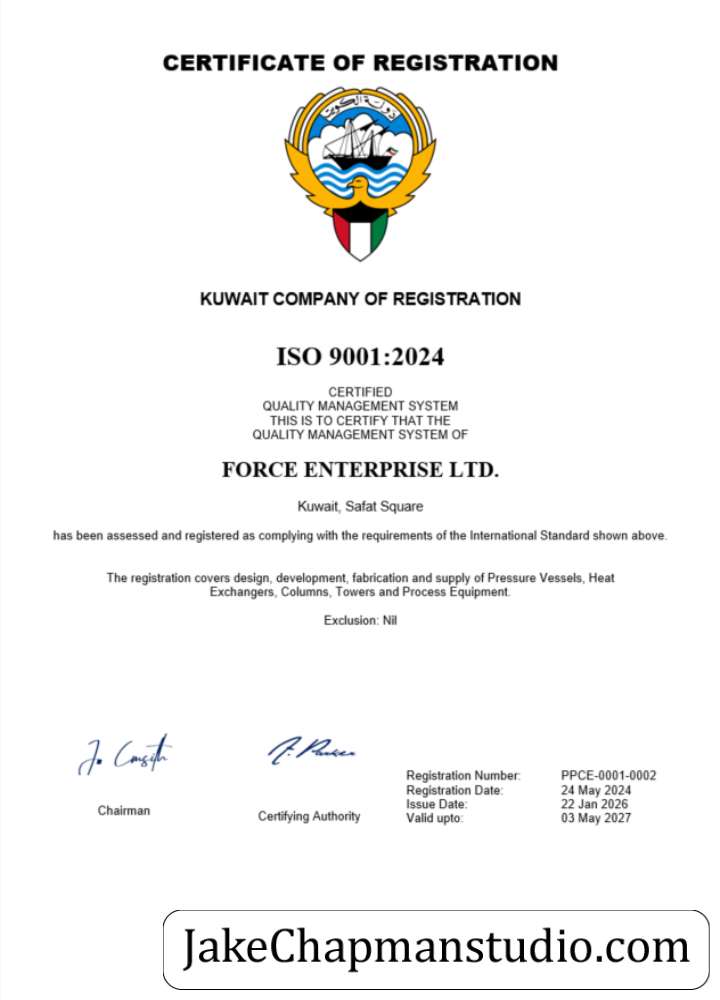 CERTIFICATE OF REGISTRATION
دولة الكويت
KUWAIT COMPANY OF REGISTRATION
ISO 9001:2024
CERTIFIED
QUALITY MANAGEMENT SYSTEM
THIS IS TO CERTIFY THAT THE
QUALITY MANAGEMENT SYSTEM OF
FORCE ENTERPRISE LTD.
Kuwait, Safat Square
has been assessed and registered as complying with the requirements of the International Standard shown above.
The registration covers design, development, fabrication and supply of Pressure Vessels, Heat
Exchangers, Columns, Towers and Process Equipment.
Exclusion: Nil
Chairman
Certifying Authority
Registration Number: PPCE-0001-0002
Registration Date: 24 May 2024
Issue Date: 22 Jan 2026
Valid upto: 03 May 2027
JakeChapmanstudio.com